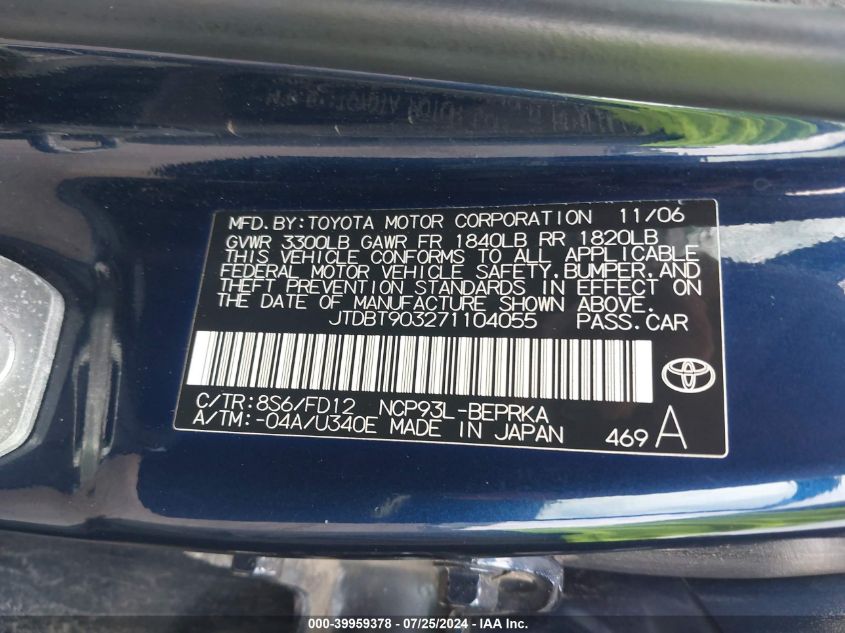 MFD. BY: TOYOTA MOTOR CORPORATION 11/06
GVWR 3300LB GAWR FR 1840LB RR 1820LB
THIS VEHICLE CONFORMS TO ALL APPLICABLE
FEDERAL MOTOR VEHICLE SAFETY, BUMPER, AND
THEFT PREVENTION STANDARDS IN EFFECT ON
THE DATE OF MANUFACTURE SHOWN ABOVE.
JTDBT903271104055 PASS. CAR
C/TR: 8S6/FD12 NCP93L-BEPRKA
A/TM: -04A/U340E MADE IN JAPAN 469 A
000-39959378 - 07/25/2024 - IAA Inc.